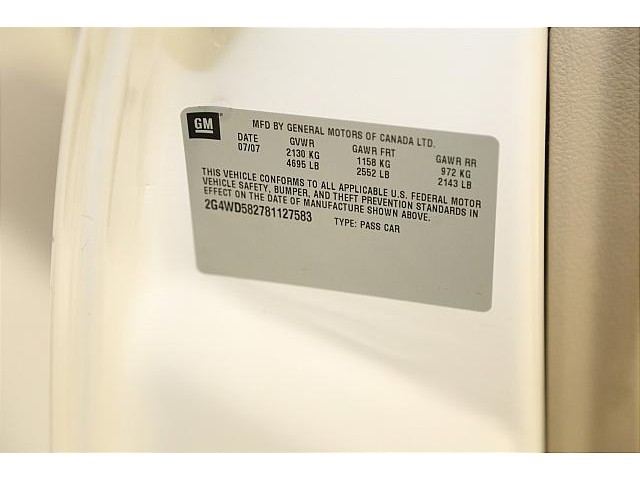 GM
MFD BY GENERAL MOTORS OF CANADA LTD.
DATE GVWR GAWR FRT GAWR RR
07/07 2130 KG 1158 KG 972 KG
4695 LB 2552 LB 2143 LB
THIS VEHICLE CONFORMS TO ALL APPLICABLE U.S. FEDERAL MOTOR
VEHICLE SAFETY, BUMPER, AND THEFT PREVENTION STANDARDS IN
EFFECT ON THE DATE OF MANUFACTURE SHOWN ABOVE.
2G4WD582781127583 TYPE: PASS CAR